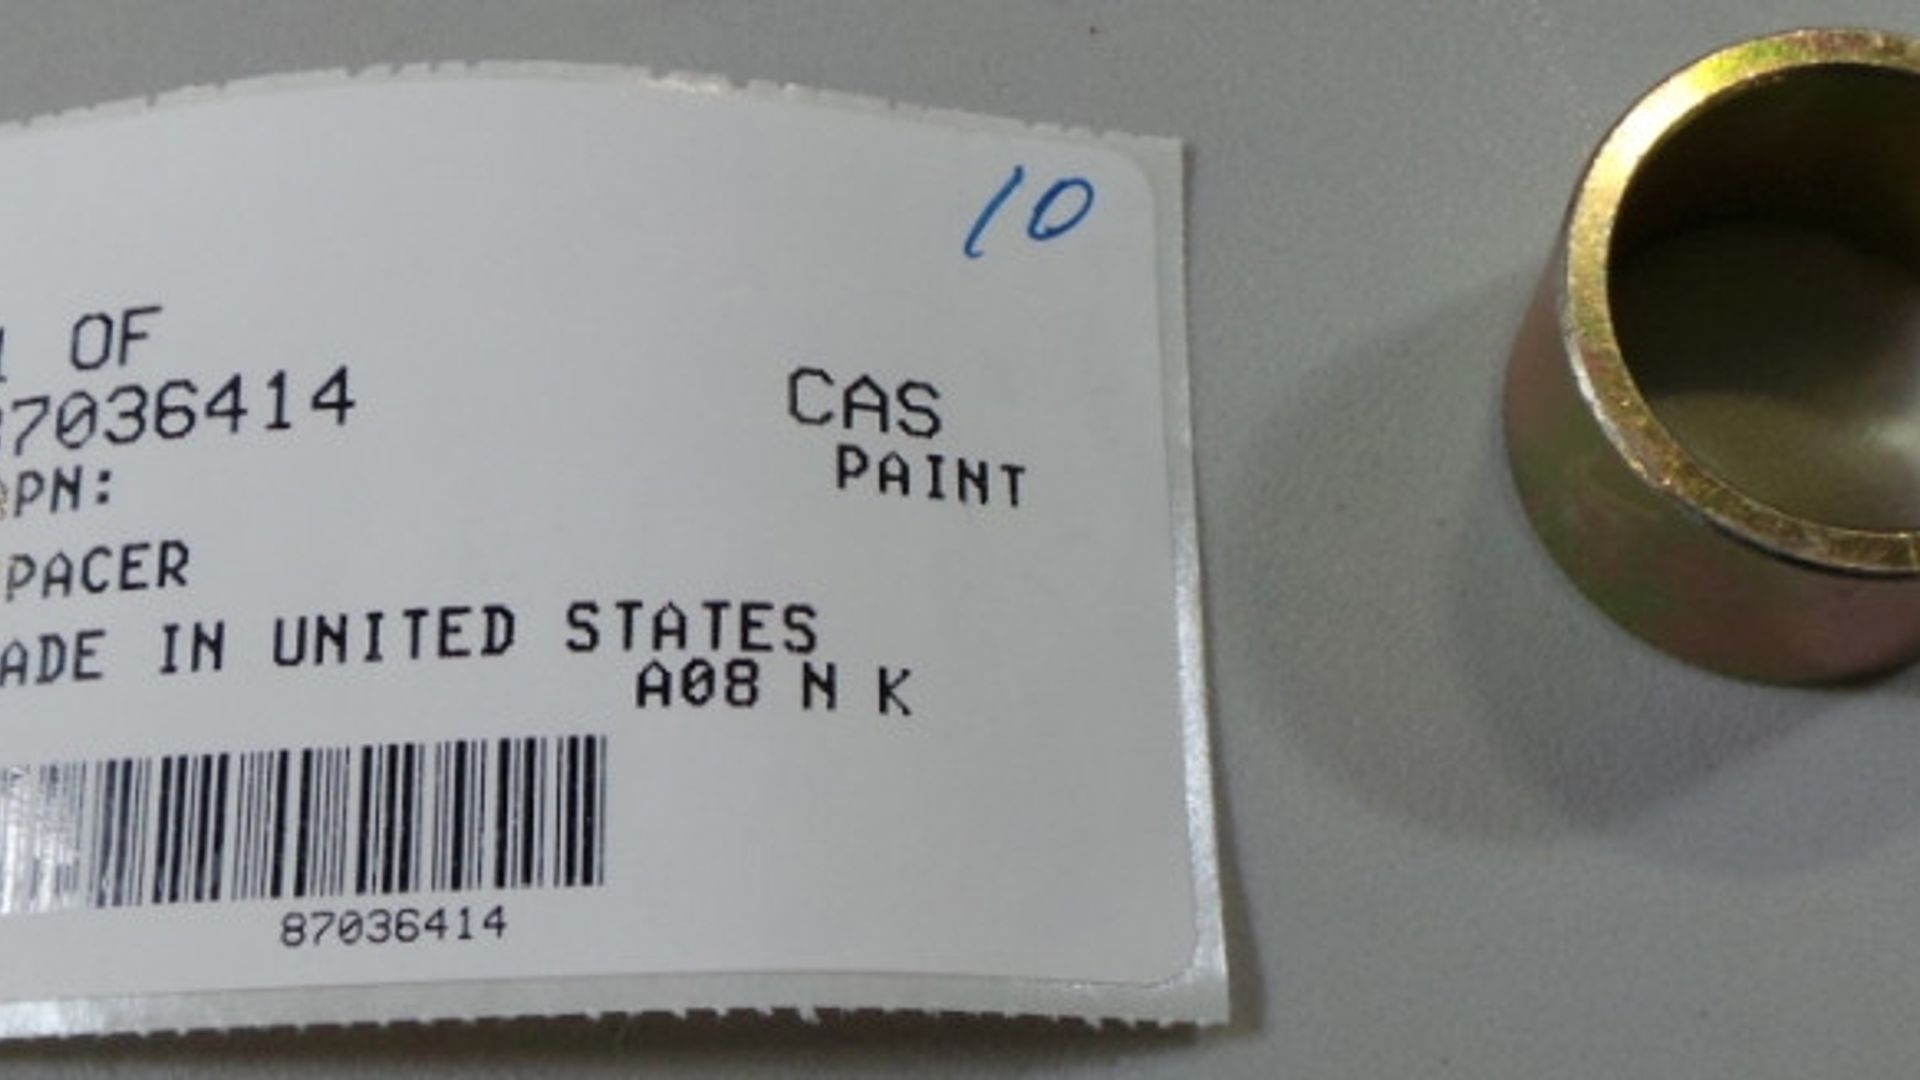 10
1 OF
87036414
CAS
PAINT
PN:
PACER
ADE IN UNITED STATES
A08 N K
87036414